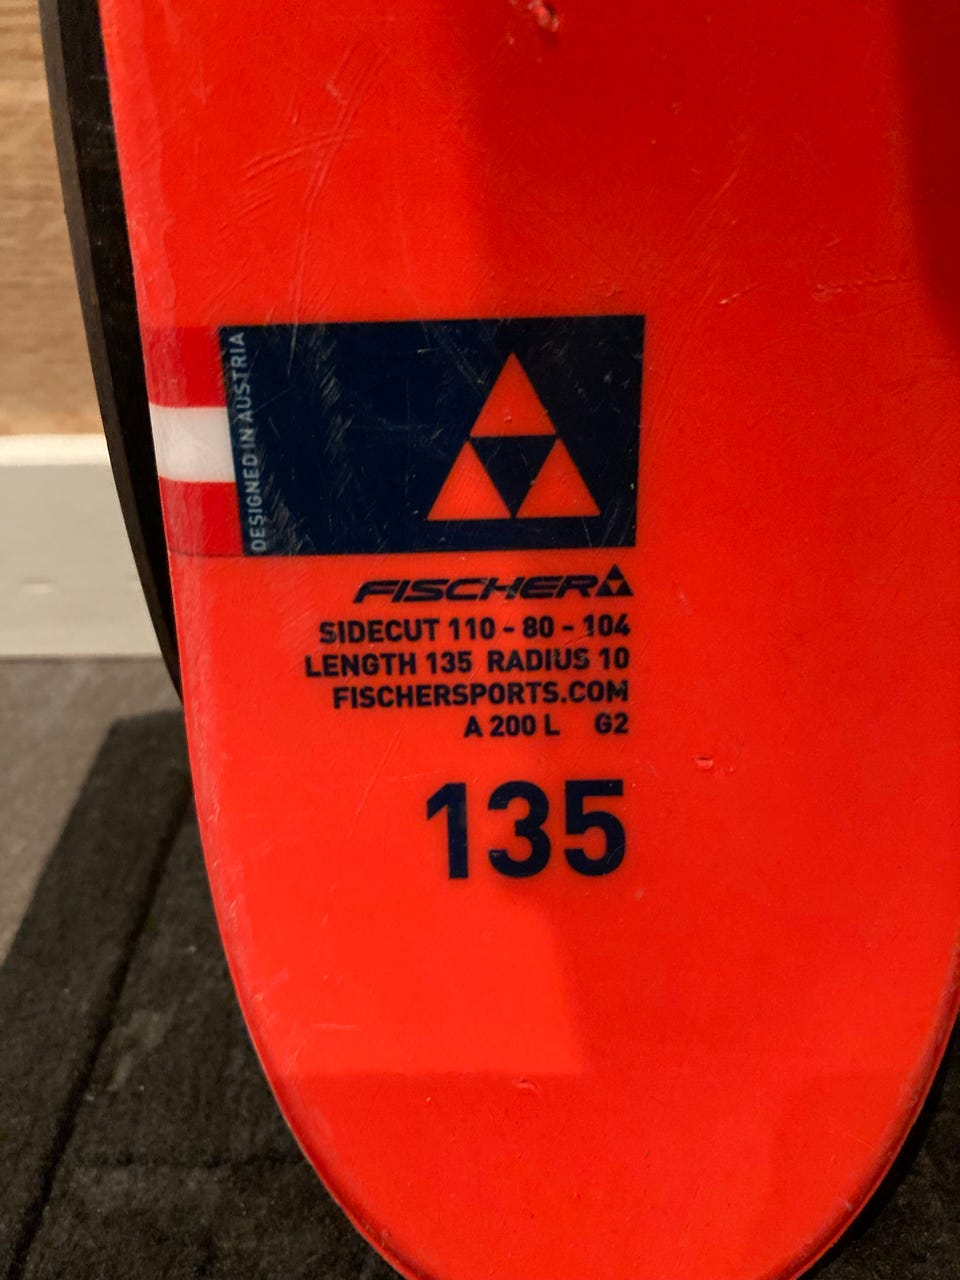 DESIGNED IN AUSTRIA
FISCHER
SIDECUT 110 - 80 - 104
LENGTH 135 RADIUS 10
FISCHERSPORTS.COM
A 200 L G2
135